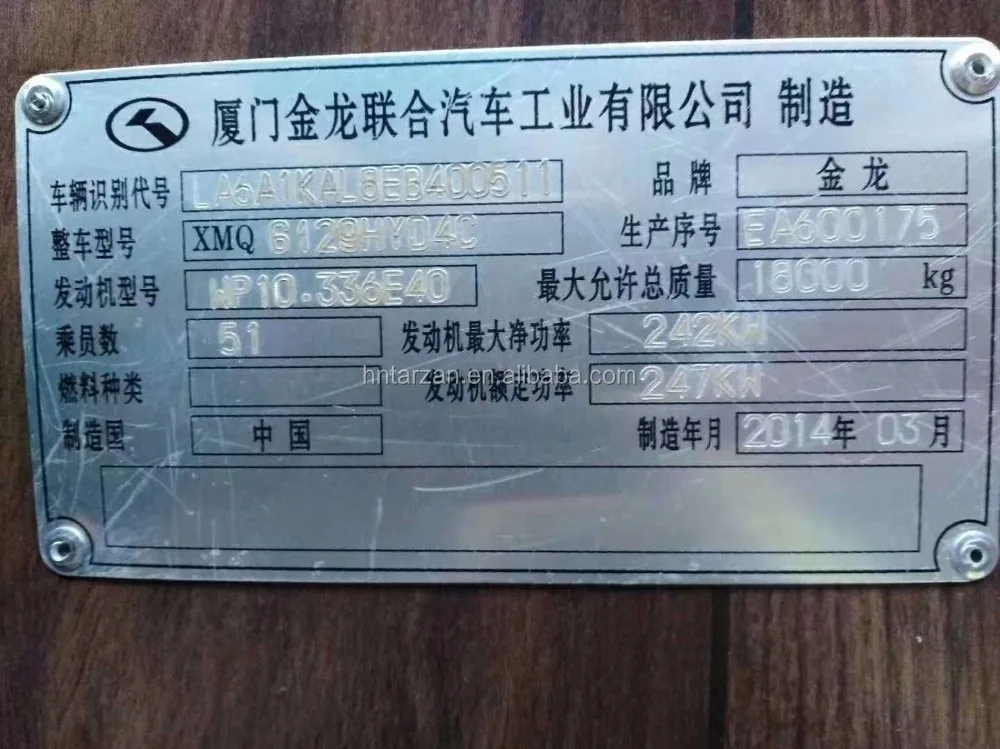 厦门金龙联合汽车工业有限公司 制造
车辆识别代号 LA6A1KAL8EB400511 品牌 金龙
整车型号 XMQ 6129HYD4C 生产序号 EA600175
发动机型号 WP10.336E40 最大允许总质量 18000 kg
乘员数 51 发动机最大净功率 242KW
燃料种类 发动机额定功率 247KW
hntarzan.en.alibaba.com
制造国 中国 制造年月 2014年 03月